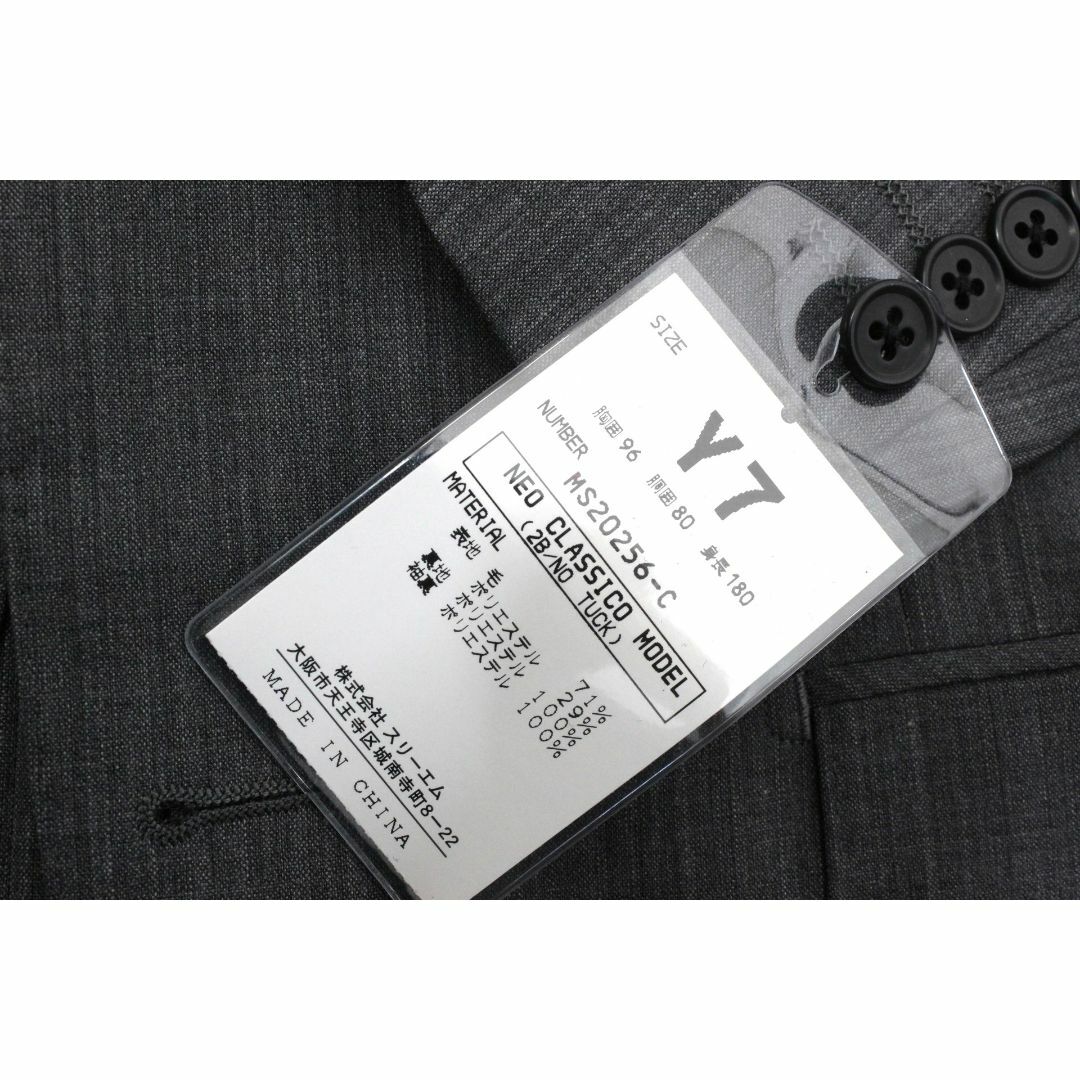 SIZE
Y7
胸囲 96 胴囲 80 身長 180
NUMBER MS20256-C
NEO CLASSICO MODEL
(2B/NO TUCK)
MATERIAL
表地 毛 71%
ポリエステル 29%
裏地 ポリエステル 100%
袖裏 ポリエステル 100%
株式会社 スリーエム
大阪市天王寺区城南寺町8-22
MADE IN CHINA